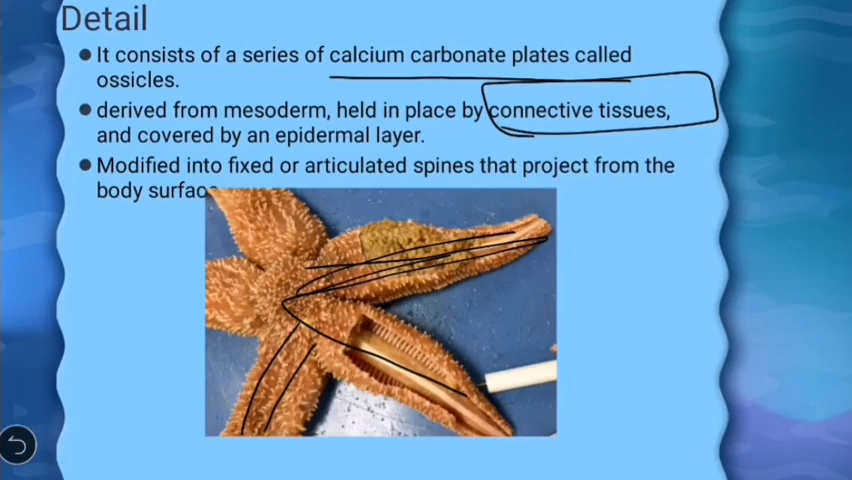 Detail
It consists of a series of calcium carbonate plates called
ossicles.
derived from mesoderm, held in place by connective tissues,
and covered by an epidermal layer.
Modified into fixed or articulated spines that project from the
body surface